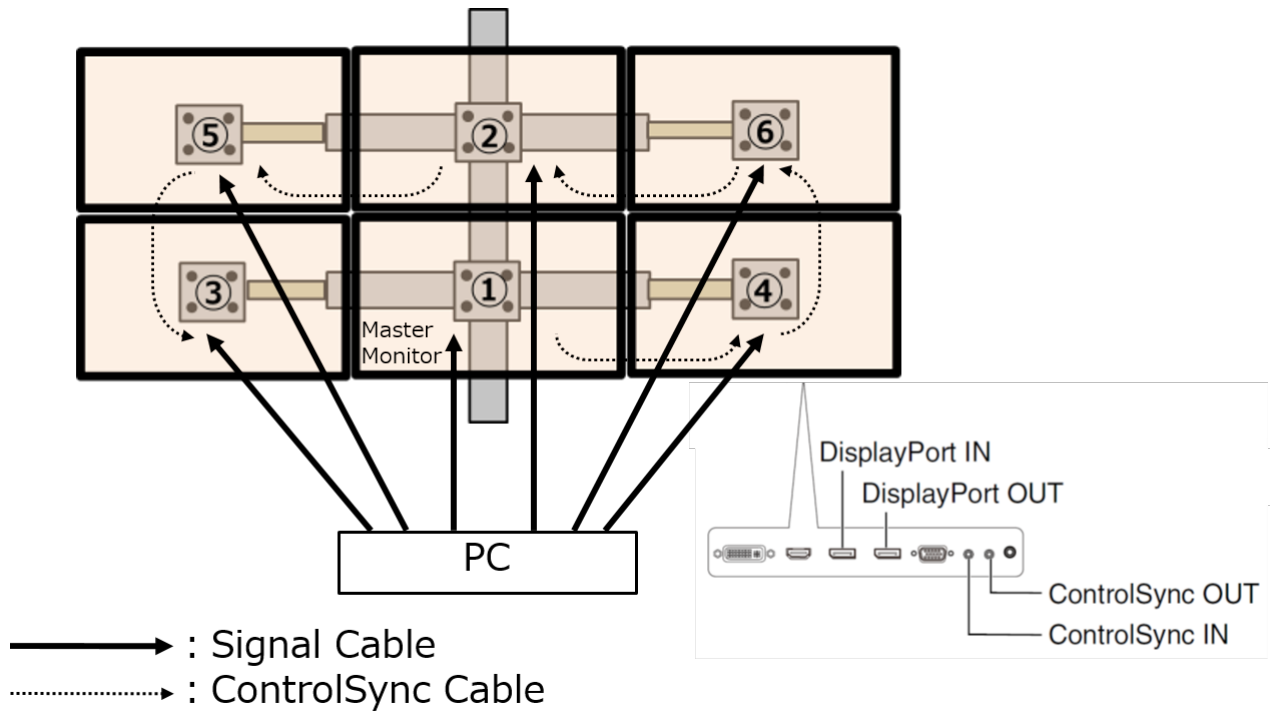 ⑤
②
⑥
③
①
④
Master
Monitor
DisplayPort IN
DisplayPort OUT
PC
ControlSync OUT
ControlSync IN
: Signal Cable
: ControlSync Cable